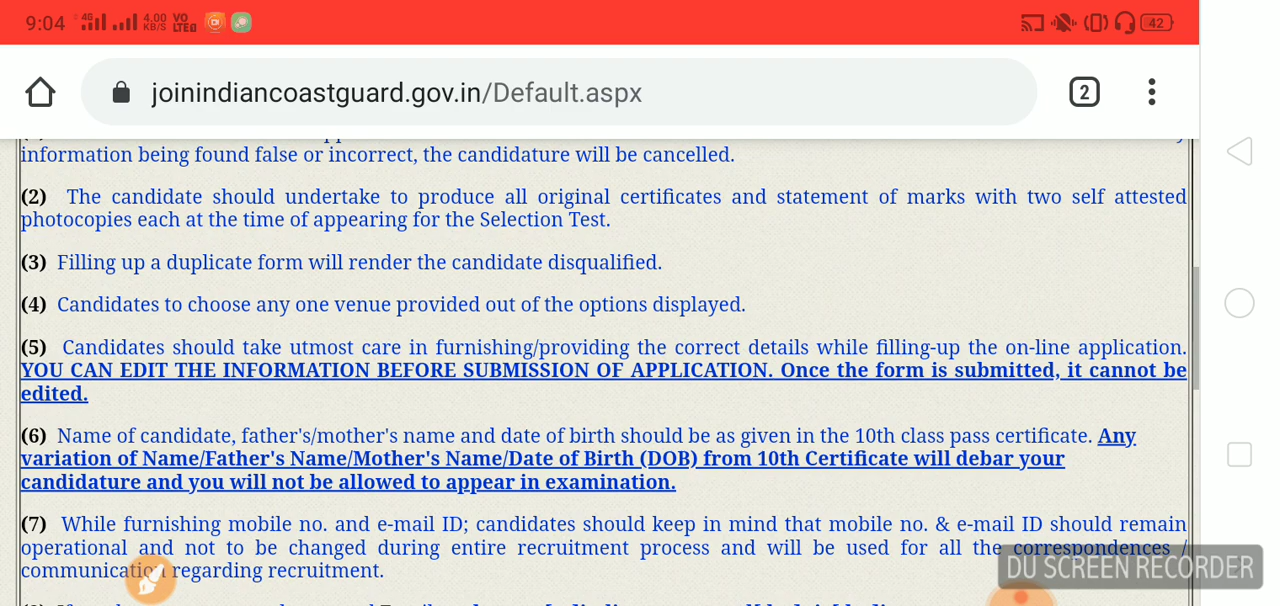 9:04 4G 4.00 KB/S VO LTE 42
joinindiancoastguard.gov.in/Default.aspx 2
information being found false or incorrect, the candidature will be cancelled.
(2) The candidate should undertake to produce all original certificates and statement of marks with two self attested
photocopies each at the time of appearing for the Selection Test.
(3) Filling up a duplicate form will render the candidate disqualified.
(4) Candidates to choose any one venue provided out of the options displayed.
(5) Candidates should take utmost care in furnishing/providing the correct details while filling-up the on-line application.
YOU CAN EDIT THE INFORMATION BEFORE SUBMISSION OF APPLICATION. Once the form is submitted, it cannot be
edited.
(6) Name of candidate, father's/mother's name and date of birth should be as given in the 10th class pass certificate. Any
variation of Name/Father's Name/Mother's Name/Date of Birth (DOB) from 10th Certificate will debar your
candidature and you will not be allowed to appear in examination.
(7) While furnishing mobile no. and e-mail ID; candidates should keep in mind that mobile no. & e-mail ID should remain
operational and not to be changed during entire recruitment process and will be used for all the correspondences /
communication regarding recruitment.
DU SCREEN RECORDER